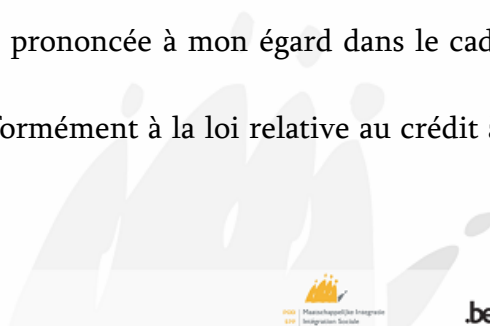 prononcée à mon égard dans le cad
formément à la loi relative au crédit
Maatschappelijke Integratie
Intégration Sociale
.be